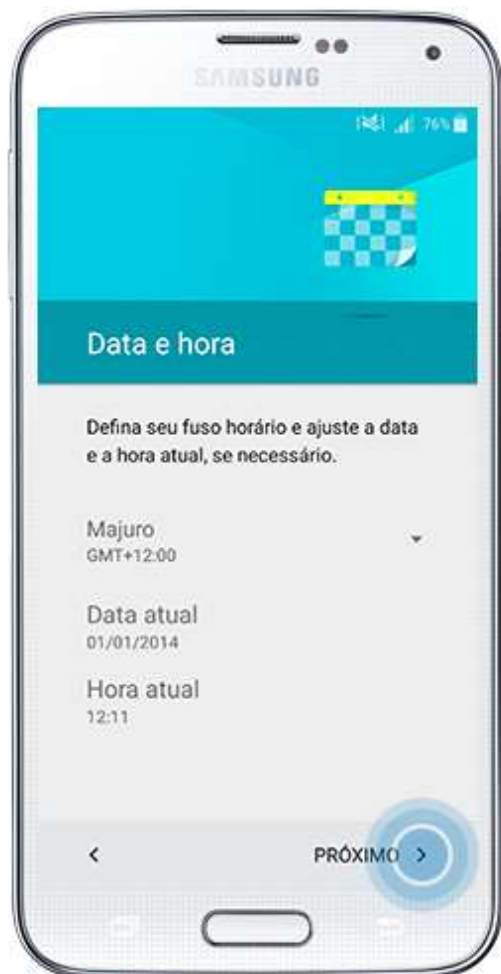 SAMSUNG
76%
Data e hora
Defina seu fuso horário e ajuste a data
e a hora atual, se necessário.
Majuro
GMT+12:00
Data atual
01/01/2014
Hora atual
12:11
PRÓXIMO